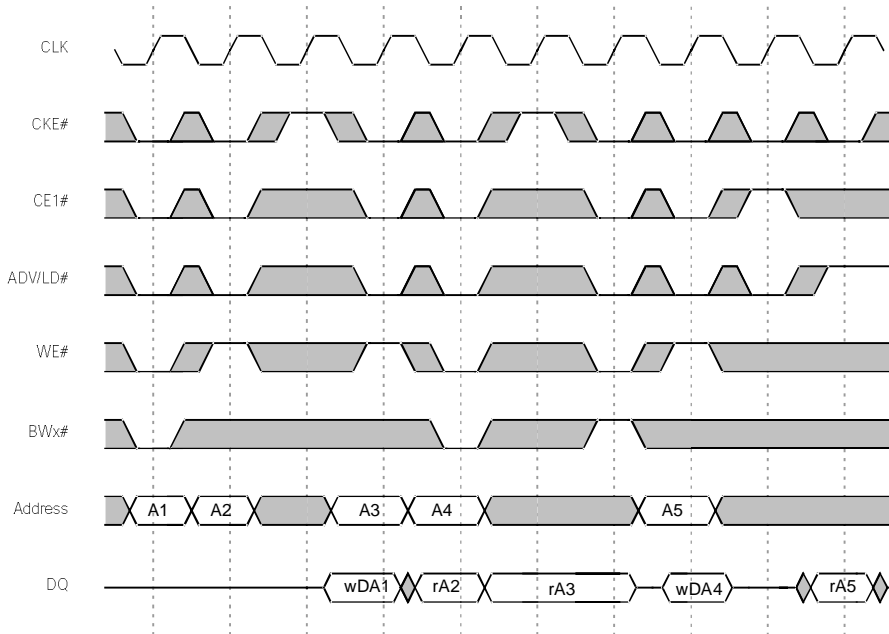 CLK
CKE#
CE1#
ADV/LD#
WE#
BWx#
Address A1 A2 A3 A4 A5
DQ wDA1 rA2 rA3 wDA4 rA5